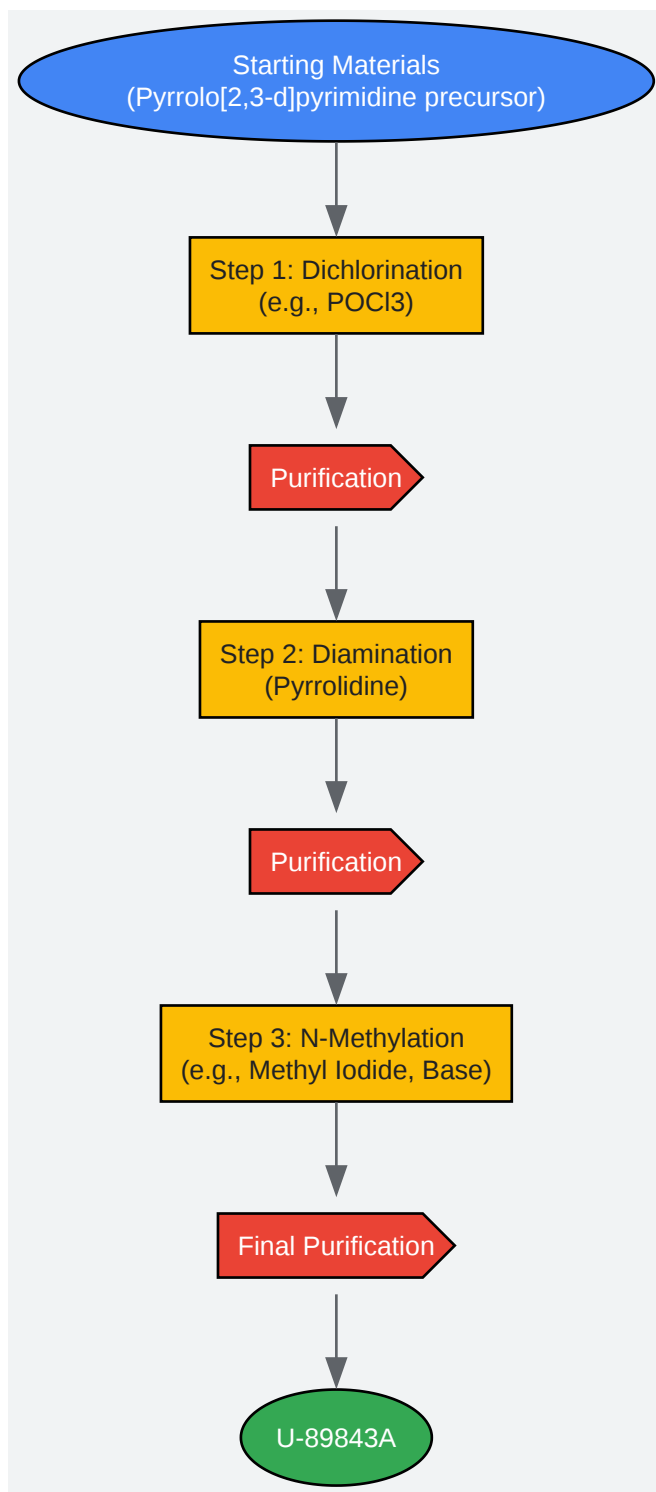 Starting Materials
(Pyrrolo[2,3-d]pyrimidine precursor)
Step 1: Dichlorination
(e.g., POCl3)
Purification
Step 2: Diamination
(Pyrrolidine)
Purification
Step 3: N-Methylation
(e.g., Methyl Iodide, Base)
Final Purification
U-89843A